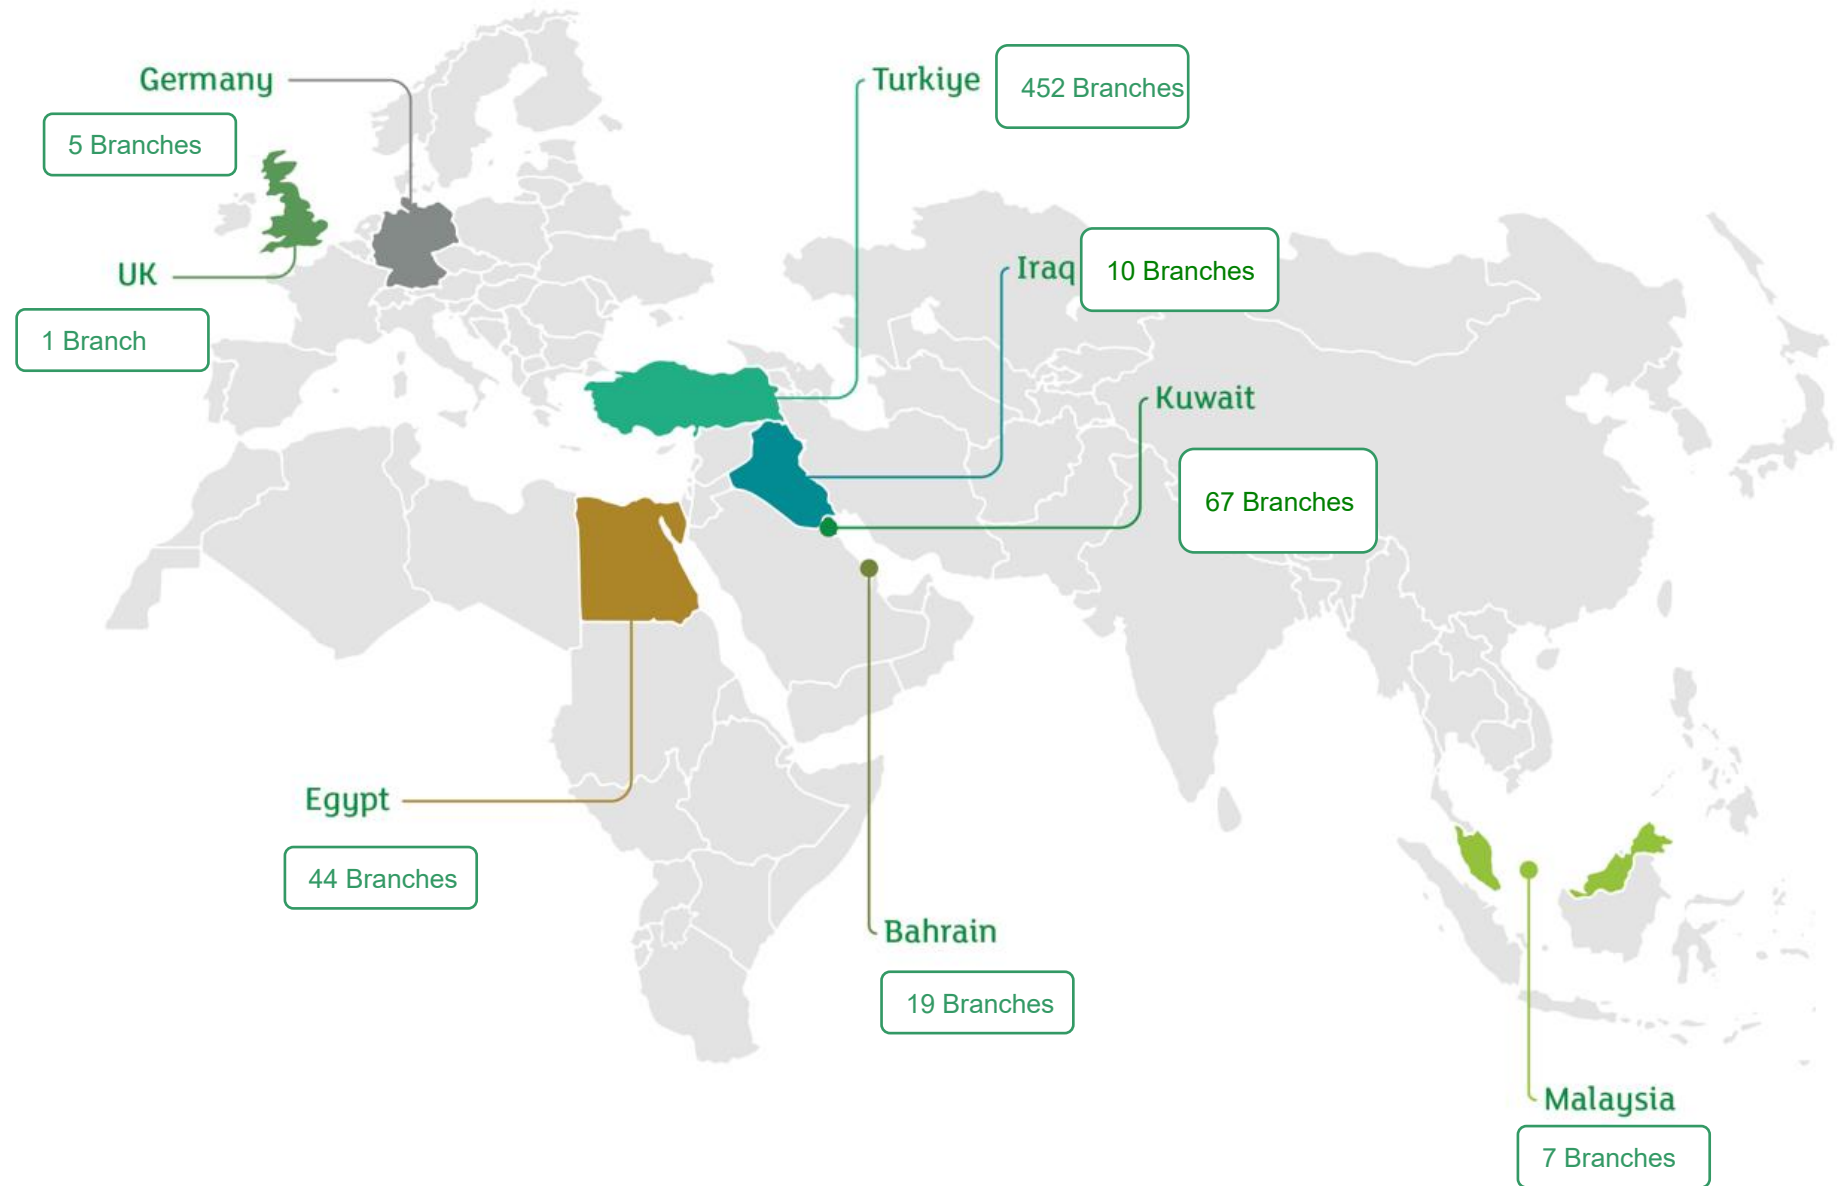 Germany
5 Branches
UK
1 Branch
Turkiye
452 Branches
Iraq
10 Branches
Kuwait
67 Branches
Egypt
44 Branches
Bahrain
19 Branches
Malaysia
7 Branches